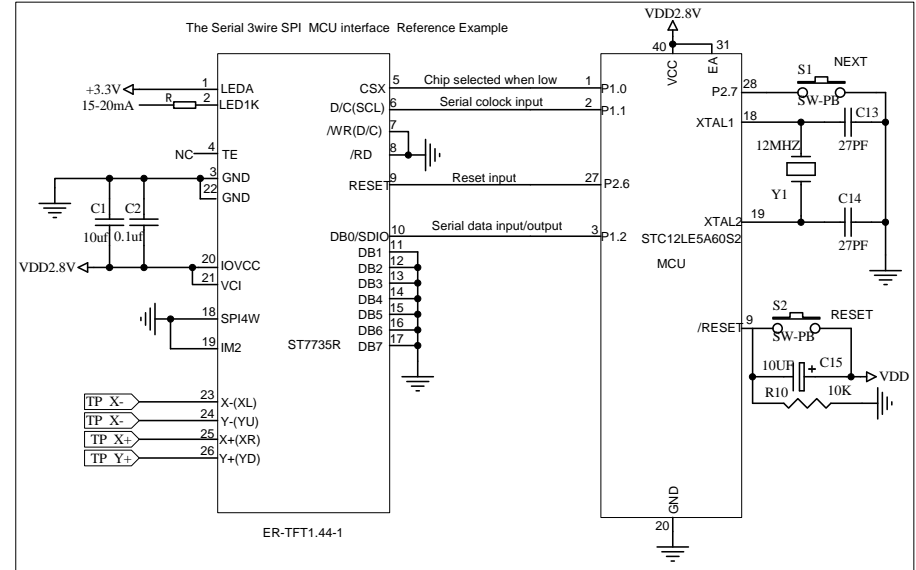 The Serial 3wire SPI MCU interface Reference Example
VDD2.8V
40
31
VCC
EA
+3.3V
1
LEDA
15-20mA
R
2
LED1K
NC
4
TE
3
GND
22
GND
C1
C2
10uf
0.1uf
VDD2.8V
20
IOVCC
21
VCI
18
SPI4W
19
IM2
ST7735R
TP X-
23
X-(XL)
TP X-
24
Y-(YU)
TP X+
25
X+(XR)
TP Y+
26
Y+(YD)
ER-TFT1.44-1
CSX
5
Chip selected when low
1
P1.0
D/C(SCL)
6
Serial colock input
2
P1.1
/WR(D/C)
7
/RD
8
RESET
9
Reset input
27
P2.6
DB0/SDIO
10
Serial data input/output
3
P1.2
DB1
11
DB2
12
DB3
13
DB4
14
DB5
15
DB6
16
DB7
17
P2.7
28
S1
NEXT
SW-PB
XTAL1
18
C13
27PF
12MHZ
Y1
XTAL2
19
C14
27PF
STC12LE5A60S2
MCU
/RESET
9
S2
RESET
SW-PB
10UF
+
C15
VDD
R10
10K
GND
20